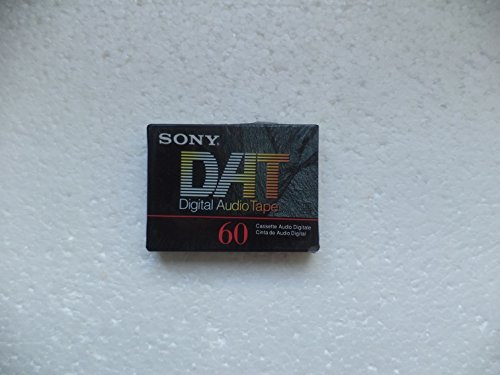 SONY®
DAT
Digital Audio Tape
60
Cassette Audio Digitale
Cinta de Audio Digital